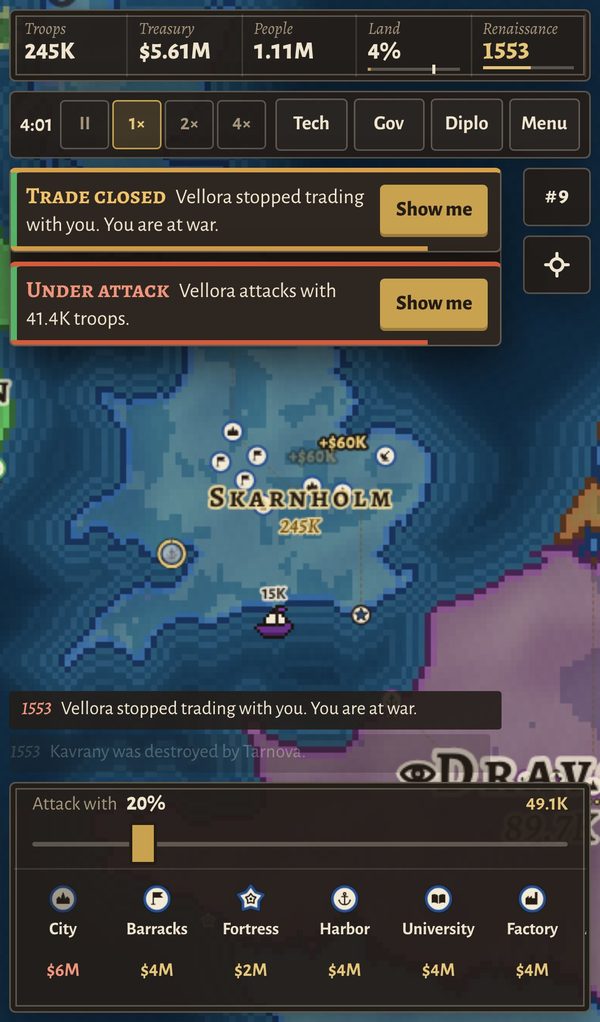 Troops
245K
Treasury
$5.61M
People
1.11M
Land
4%
Renaissance
1553
4:01
1×
2×
4×
Tech
Gov
Diplo
Menu
TRADE CLOSED Vellora stopped trading
with you. You are at war.
Show me
#9
UNDER ATTACK Vellora attacks with
41.4K troops.
Show me
+$60K
+$60K
SKARNHOLM
245K
15K
1553 Vellora stopped trading with you. You are at war.
1553 Kavrany was destroyed by Tarnova.
DRAV
89.7K
Attack with 20%
49.1K
City
Barracks
Fortress
Harbor
University
Factory
$6M
$4M
$2M
$4M
$4M
$4M